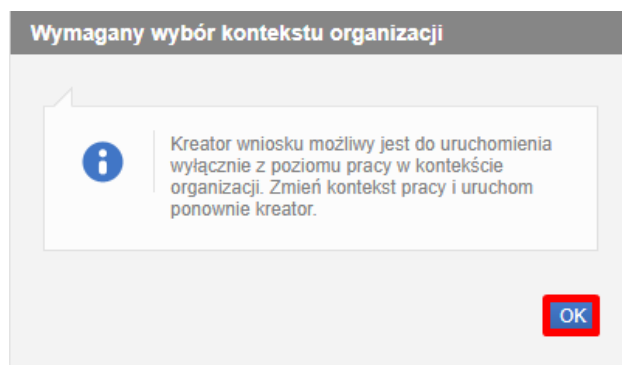 Wymagany wybór kontekstu organizacji
Kreator wniosku możliwy jest do uruchomienia
wyłącznie z poziomu pracy w kontekście
organizacji. Zmień kontekst pracy i uruchom
ponownie kreator.
OK